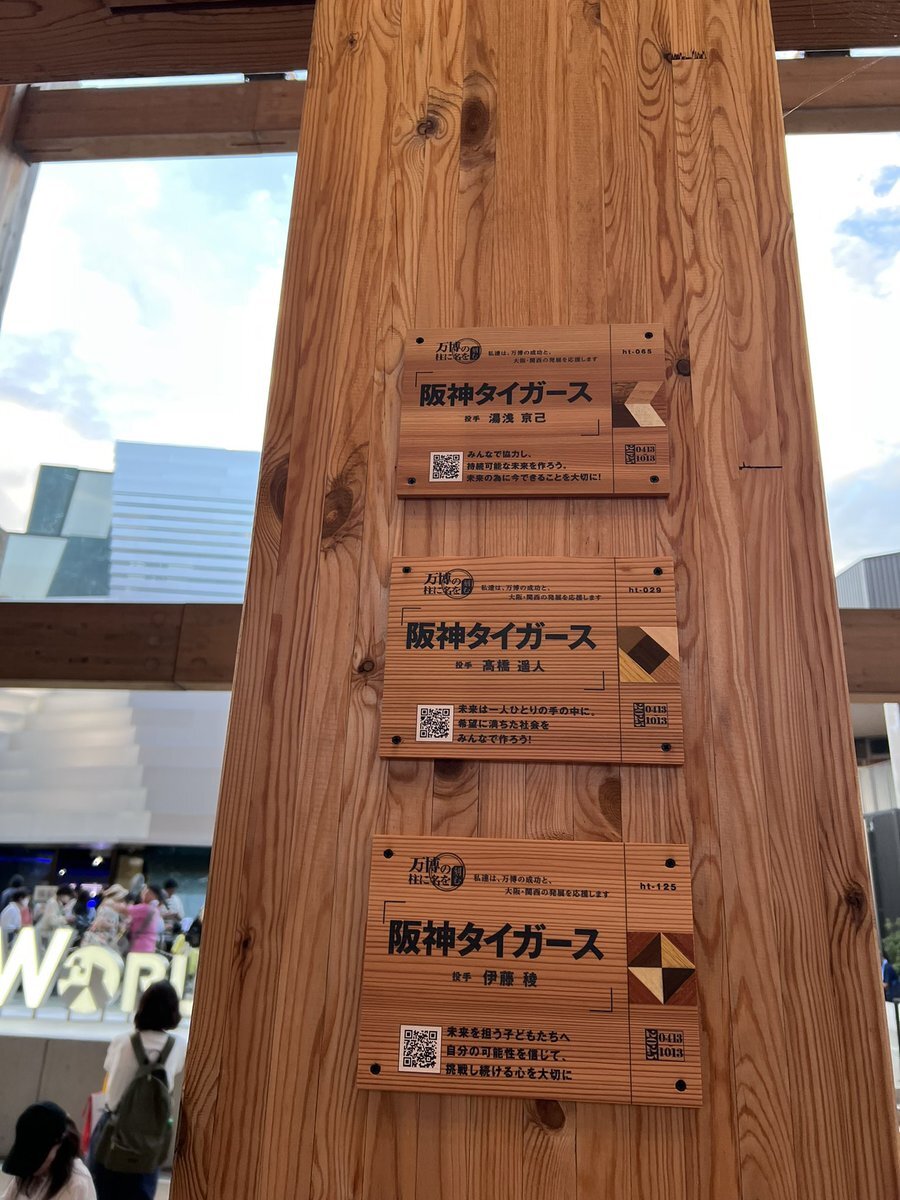 万博の
柱に名を刻む
私達は、万博の成功と、
大阪・関西の発展を応援します
ht-065
阪神タイガース
投手 湯浅 京己
みんなで協力し、
持続可能な未来を作ろう。
未来の為に今できることを大切に!
2025
0413
1013
万博の
柱に名を刻む
私達は、万博の成功と、
大阪・関西の発展を応援します
ht-029
阪神タイガース
投手 髙橋 遥人
未来は一人ひとりの手の中に。
希望に満ちた社会を
みんなで作ろう!
2025
0413
1013
万博の
柱に名を刻む
私達は、万博の成功と、
大阪・関西の発展を応援します
ht-125
阪神タイガース
投手 伊藤 稜
未来を担う子どもたちへ
自分の可能性を信じて、
挑戦し続ける心を大切に
2025
0413
1013
WORL